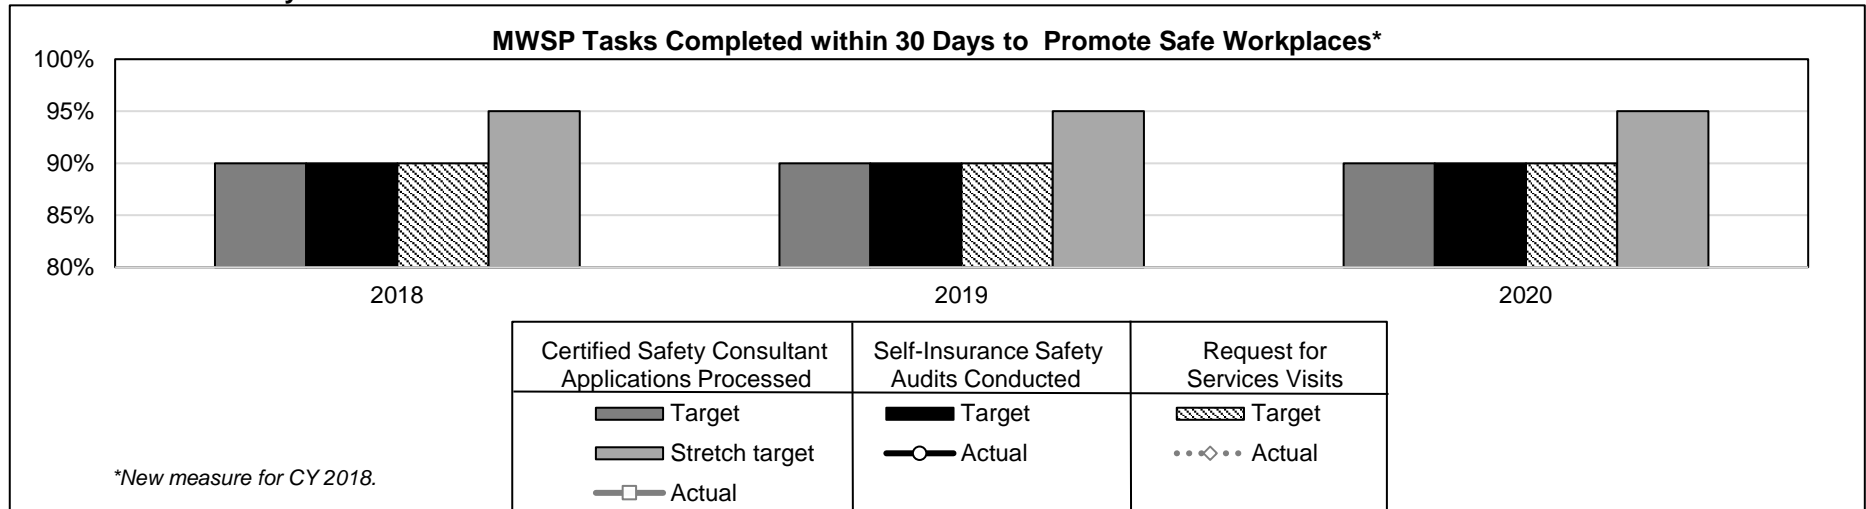 MWSP Tasks Completed within 30 Days to Promote Safe Workplaces*
100%
95%
90%
85%
80%
2018
2019
2020
Certified Safety Consultant
Applications Processed
Self-Insurance Safety
Audits Conducted
Request for
Services Visits
Target
Target
Target
Stretch target
Actual
Actual
Actual
*New measure for CY 2018.